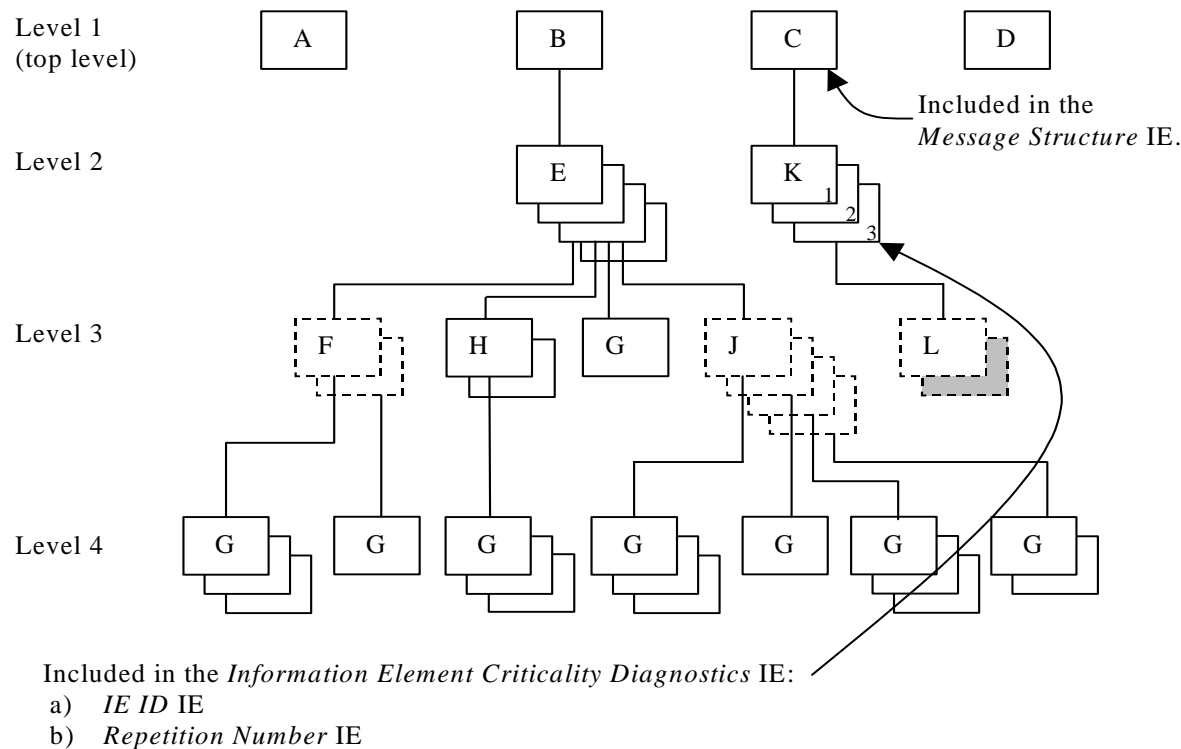 Level 1
(top level)
A
B
C
D
Included in the
Message Structure IE.
Level 2
E
K
1
2
3
Level 3
F
H
G
J
L
Level 4
G
G
G
G
G
G
G
Included in the Information Element Criticality Diagnostics IE:
a) IE ID IE
b) Repetition Number IE